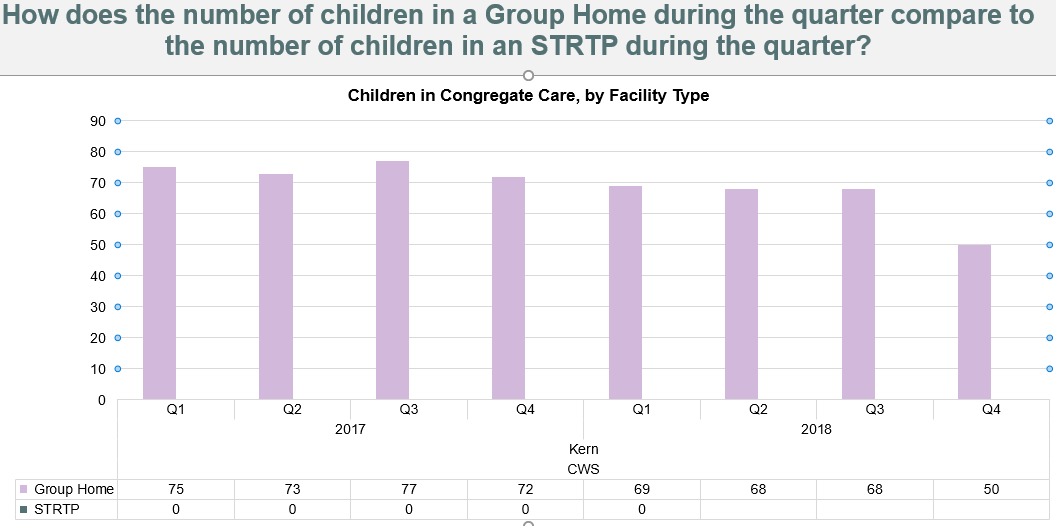 How does the number of children in a Group Home during the quarter compare to
the number of children in an STRTP during the quarter?
Children in Congregate Care, by Facility Type
90
80
70
60
50
40
30
20
10
0
Q1 Q2 Q3 Q4 Q1 Q2 Q3 Q4
2017 2018
Kern
CWS
Group Home 75 73 77 72 69 68 68 50
STRTP 0 0 0 0 0